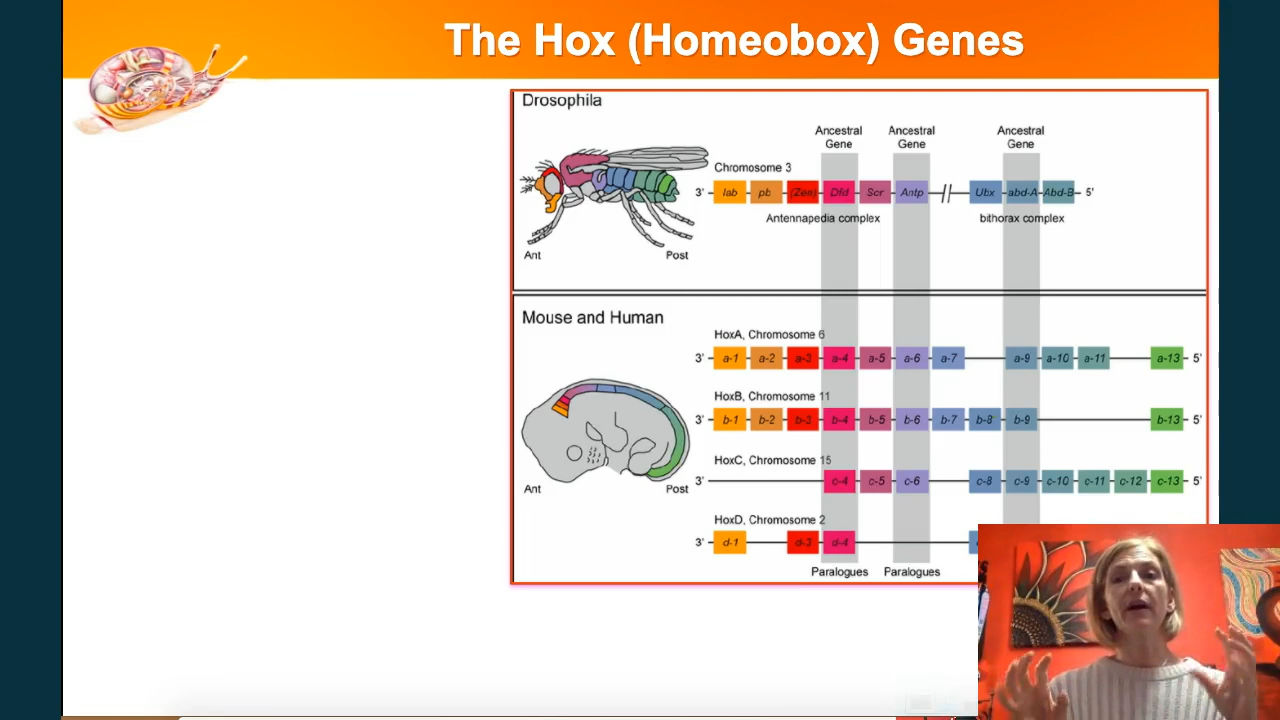 The Hox (Homeobox) Genes
Drosophila
Ancestral Gene
Ancestral Gene
Ancestral Gene
Chromosome 3
3' lab pb (Zen) Dfd Scr Antp Ubx abd-A Abd-B 5'
Antennapedia complex bithorax complex
Ant Post
Mouse and Human
HoxA, Chromosome 6
3' a-1 a-2 a-3 a-4 a-5 a-6 a-7 a-9 a-10 a-11 a-13 5'
HoxB, Chromosome 11
3' b-1 b-2 b-3 b-4 b-5 b-6 b-7 b-8 b-9 b-13 5'
HoxC, Chromosome 15
3' c-4 c-5 c-6 c-8 c-9 c-10 c-11 c-12 c-13 5'
Ant Post
HoxD, Chromosome 2
3' d-1 d-3 d-4
Paralogues Paralogues